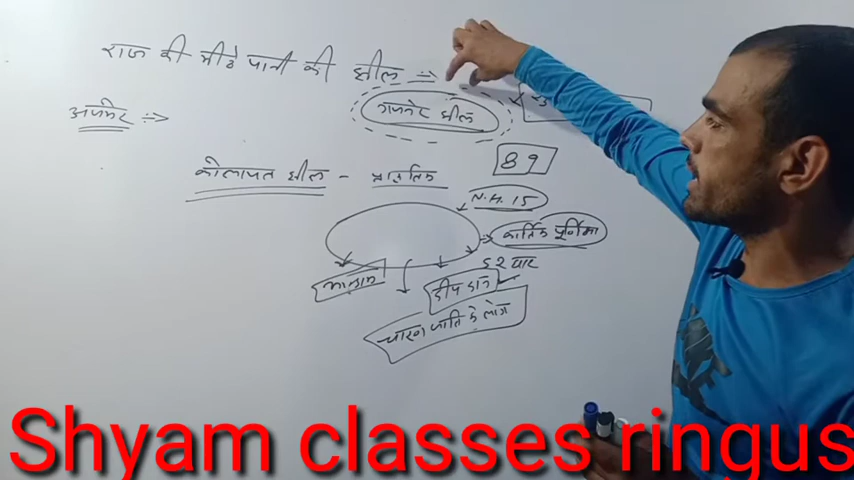 राज की मीठे पानी की झील
गजनेर झील
अजमेर
89
कोलायत झील - प्राकृतिक
N.H. 15
कार्तिक पूर्णिमा
52 घाट
दीप दान
चारण जाति के लोग
Shyam classes ringus